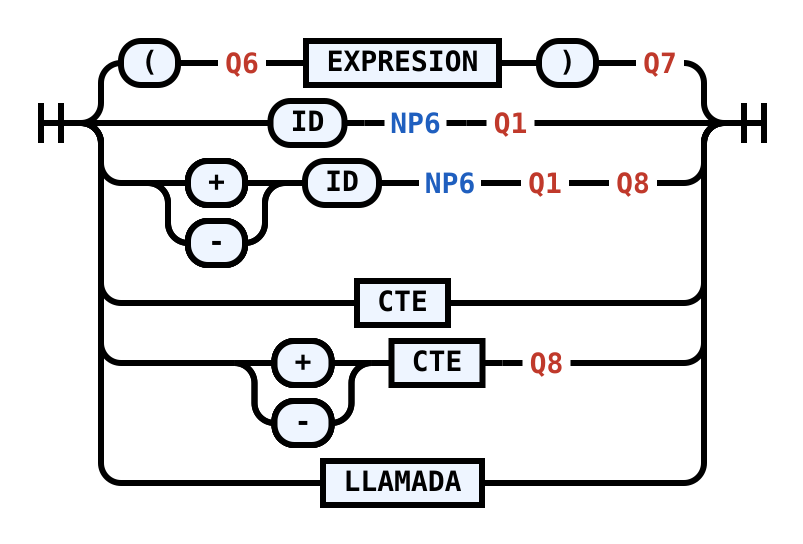 ( Q6 EXPRESION ) Q7
ID NP6 Q1
+ ID NP6 Q1 Q8
-
CTE
+ CTE Q8
-
LLAMADA